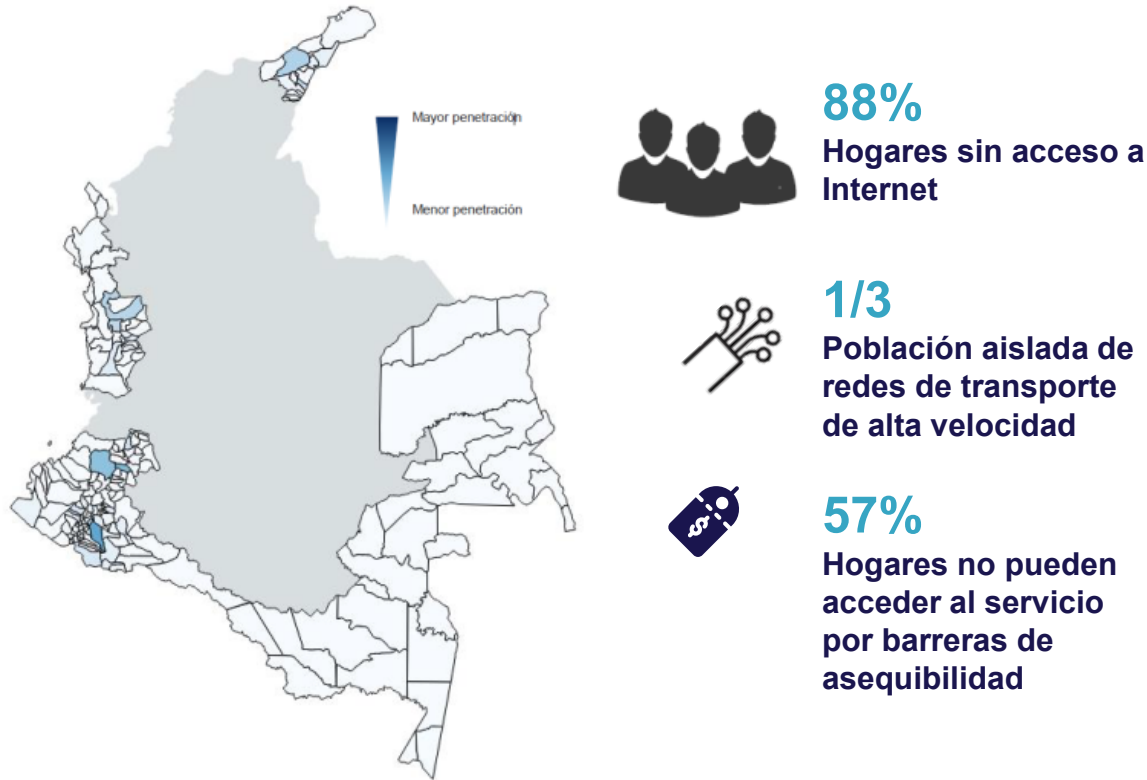 Mayor penetración
Menor penetración
88%
Hogares sin acceso a
Internet
1/3
Población aislada de
redes de transporte
de alta velocidad
$
57%
Hogares no pueden
acceder al servicio
por barreras de
asequibilidad